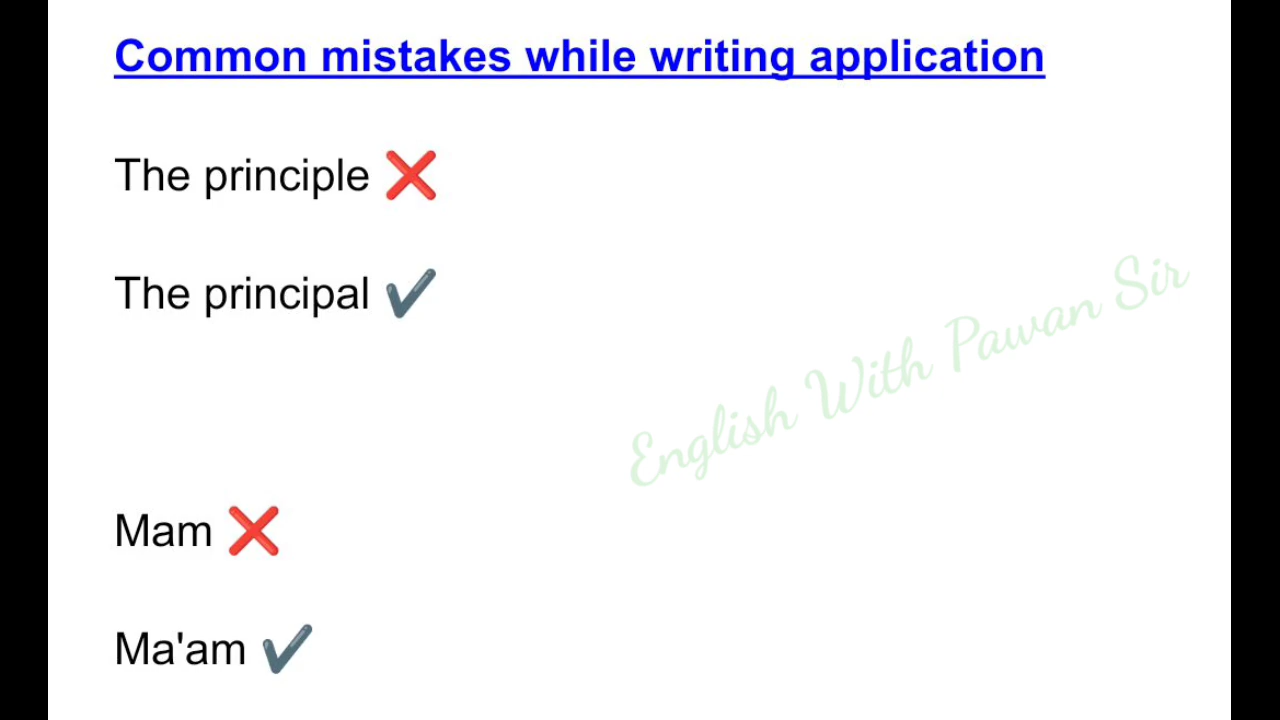 Common mistakes while writing application
The principle ❌
The principal ✔
English With Pawan Sir
Mam ❌
Ma'am ✔